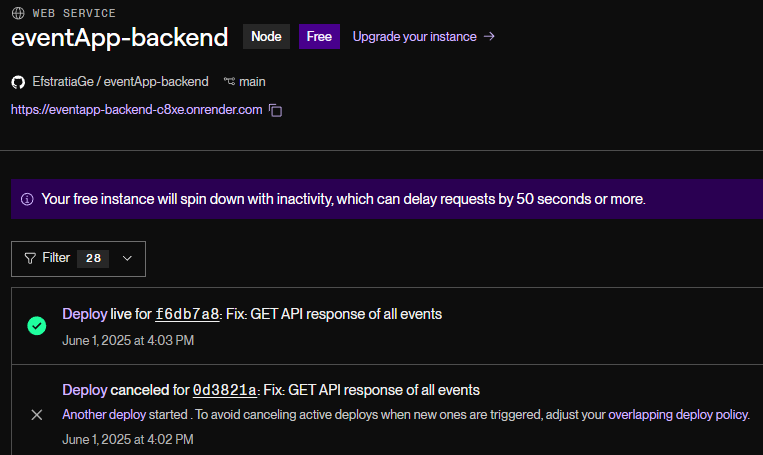 WEB SERVICE
eventApp-backend Node Free Upgrade your instance →
EfstratiaGe / eventApp-backend main
https://eventapp-backend-c8xe.onrender.com
Your free instance will spin down with inactivity, which can delay requests by 50 seconds or more.
Filter 28
Deploy live for f6db7a8: Fix: GET API response of all events
June 1, 2025 at 4:03 PM
Deploy canceled for 0d3821a: Fix: GET API response of all events
Another deploy started . To avoid canceling active deploys when new ones are triggered, adjust your overlapping deploy policy.
June 1, 2025 at 4:02 PM